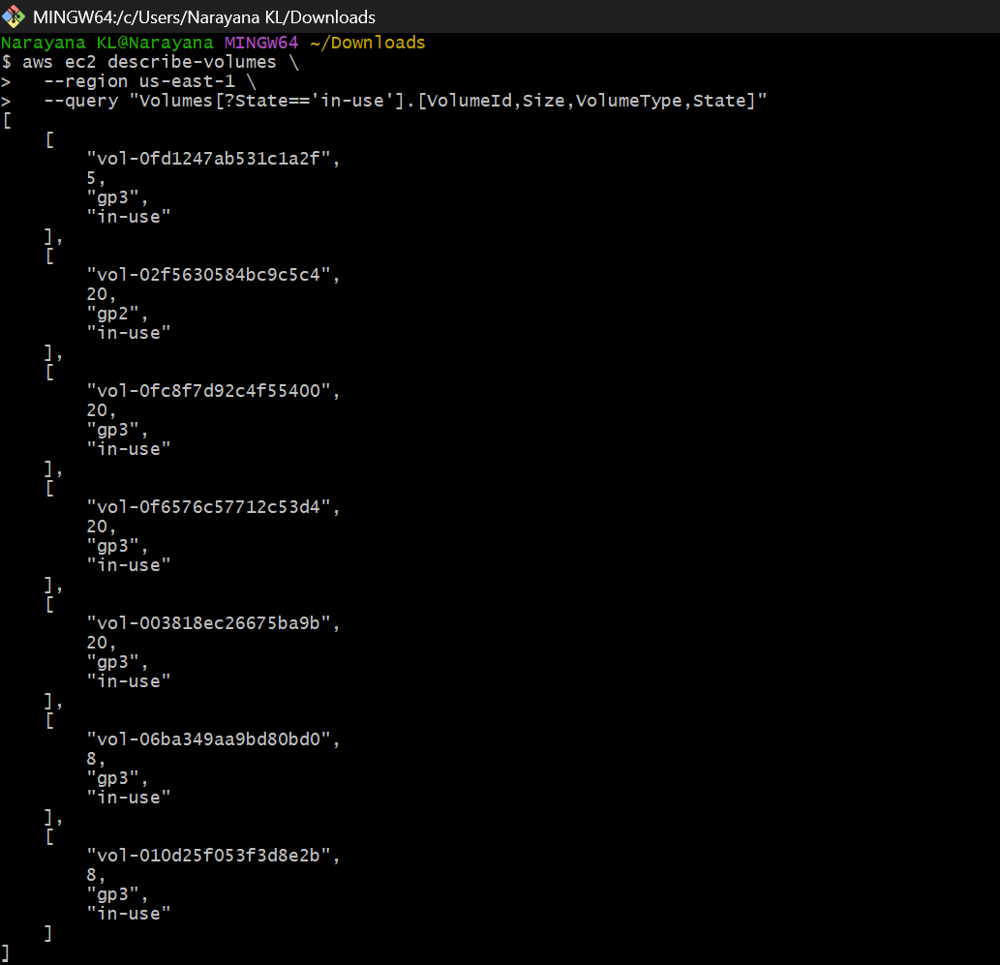 MINGW64:/c/Users/Narayana KL/Downloads
Narayana KL@Narayana MINGW64 ~/Downloads
$ aws ec2 describe-volumes \
>   --region us-east-1 \
>   --query "Volumes[?State=='in-use'].[VolumeId,Size,VolumeType,State]"
[
    [
        "vol-0fd1247ab531c1a2f",
        5,
        "gp3",
        "in-use"
    ],
    [
        "vol-02f5630584bc9c5c4",
        20,
        "gp2",
        "in-use"
    ],
    [
        "vol-0fc8f7d92c4f55400",
        20,
        "gp3",
        "in-use"
    ],
    [
        "vol-0f6576c57712c53d4",
        20,
        "gp3",
        "in-use"
    ],
    [
        "vol-003818ec26675ba9b",
        20,
        "gp3",
        "in-use"
    ],
    [
        "vol-06ba349aa9bd80bd0",
        8,
        "gp3",
        "in-use"
    ],
    [
        "vol-010d25f053f3d8e2b",
        8,
        "gp3",
        "in-use"
    ]
]